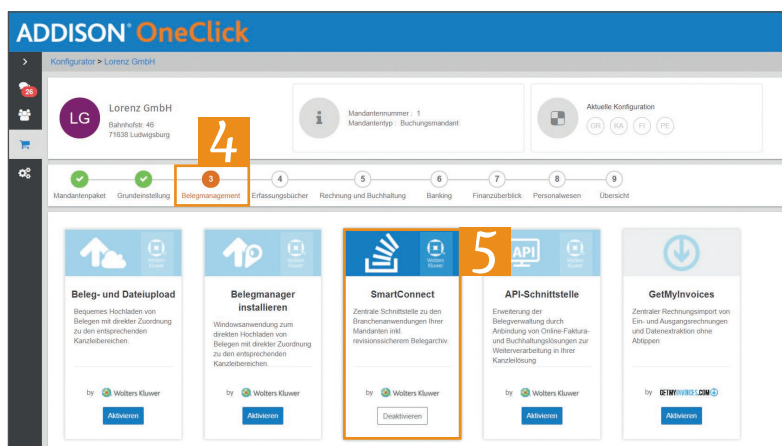 ADDISON® OneClick
Konfigurator > Lorenz GmbH
26
LG
Lorenz GmbH
Bahnhofstr. 46
71638 Ludwigsburg
i
Mandantennummer : 1
Mandantentyp : Buchungsmandant
Aktuelle Konfiguration
GR KA FI PE
4
3 4 5 6 7 8 9
Mandantenpaket Grundeinstellung Belegmanagement Erfassungsbücher Rechnung und Buchhaltung Banking Finanzüberblick Personalwesen Übersicht
5
Wolters
Kluwer
Beleg- und Dateiupload
Bequemes Hochladen von
Belegen mit direkter Zuordnung
zu den entsprechenden
Kanzleibereichen.
by Wolters Kluwer
Aktivieren
Wolters
Kluwer
Belegmanager
installieren
Windowsanwendung zum
direkten Hochladen von
Belegen mit direkter Zuordnung
zu den entsprechenden
Kanzleibereichen.
by Wolters Kluwer
Aktivieren
Wolters
Kluwer
SmartConnect
Zentrale Schnittstelle zu den
Branchenanwendungen Ihrer
Mandanten inkl.
revisionssicherem Belegarchiv.
by Wolters Kluwer
Deaktivieren
API
Wolters
Kluwer
API-Schnittstelle
Erweiterung der
Belegverwaltung durch
Anbindung von Online-Faktura-
und Buchhaltungslösungen zur
Weiterverarbeitung in Ihrer
Kanzleilösung
by Wolters Kluwer
Aktivieren
GetMyInvoices
Zentraler Rechnungsimport von
Ein- und Ausgangsrechnungen
und Datenextraktion ohne
Abtippen
by GETMYINVOICES.COM
Aktivieren